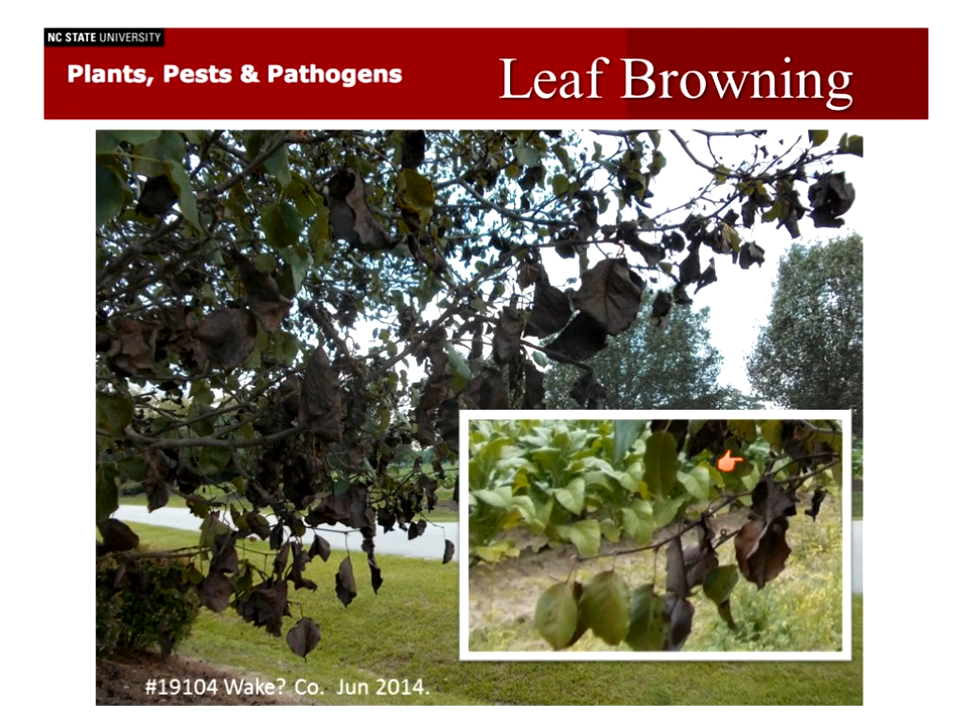 NC STATE UNIVERSITY
Plants, Pests & Pathogens
Leaf Browning
#19104 Wake? Co. Jun 2014.